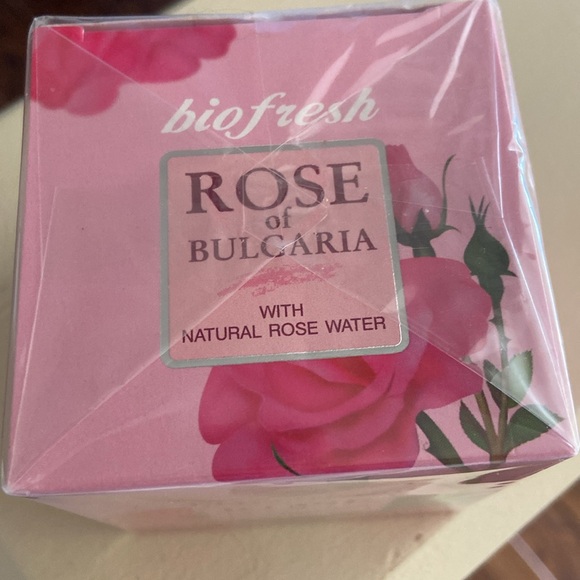 biofresh
ROSE
of
BULGARIA
WITH
NATURAL ROSE WATER